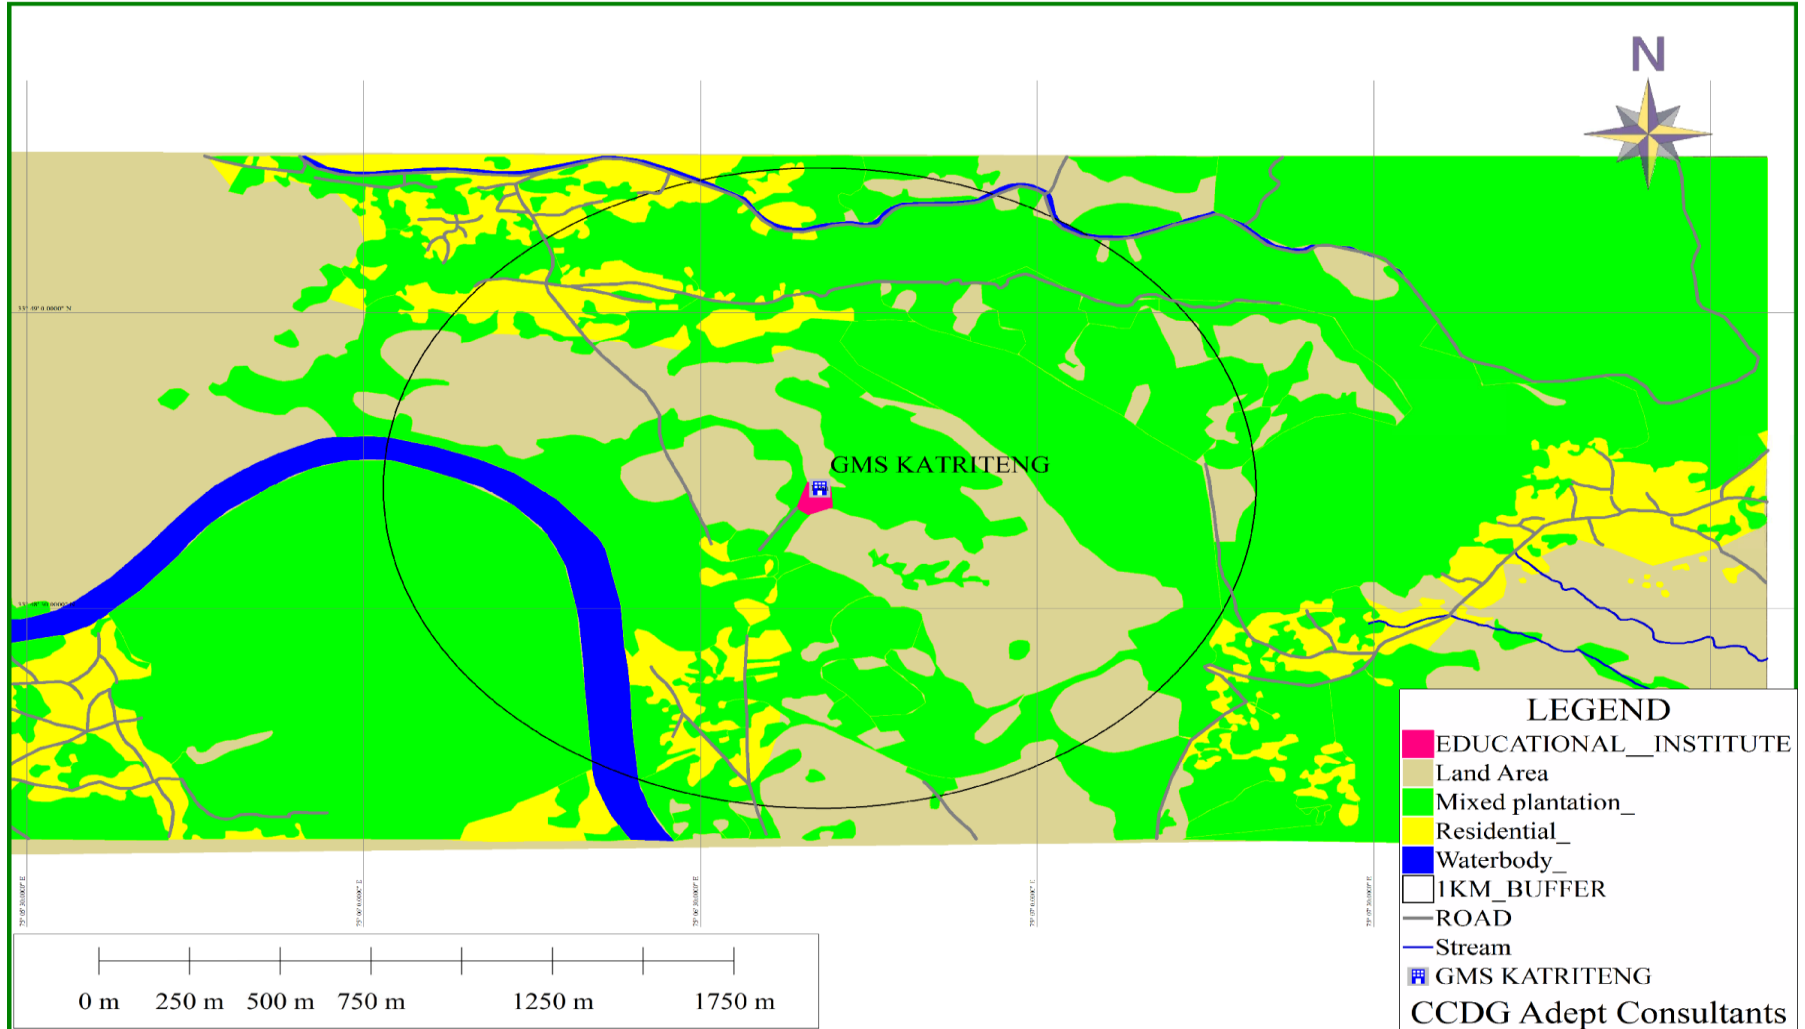 N
GMS KATRITENG
LEGEND
EDUCATIONAL__INSTITUTE
Land Area
Mixed plantation_
Residential_
Waterbody_
1KM_BUFFER
ROAD
Stream
GMS KATRITENG
CCDG Adept Consultants
0 m 250 m 500 m 750 m 1250 m 1750 m